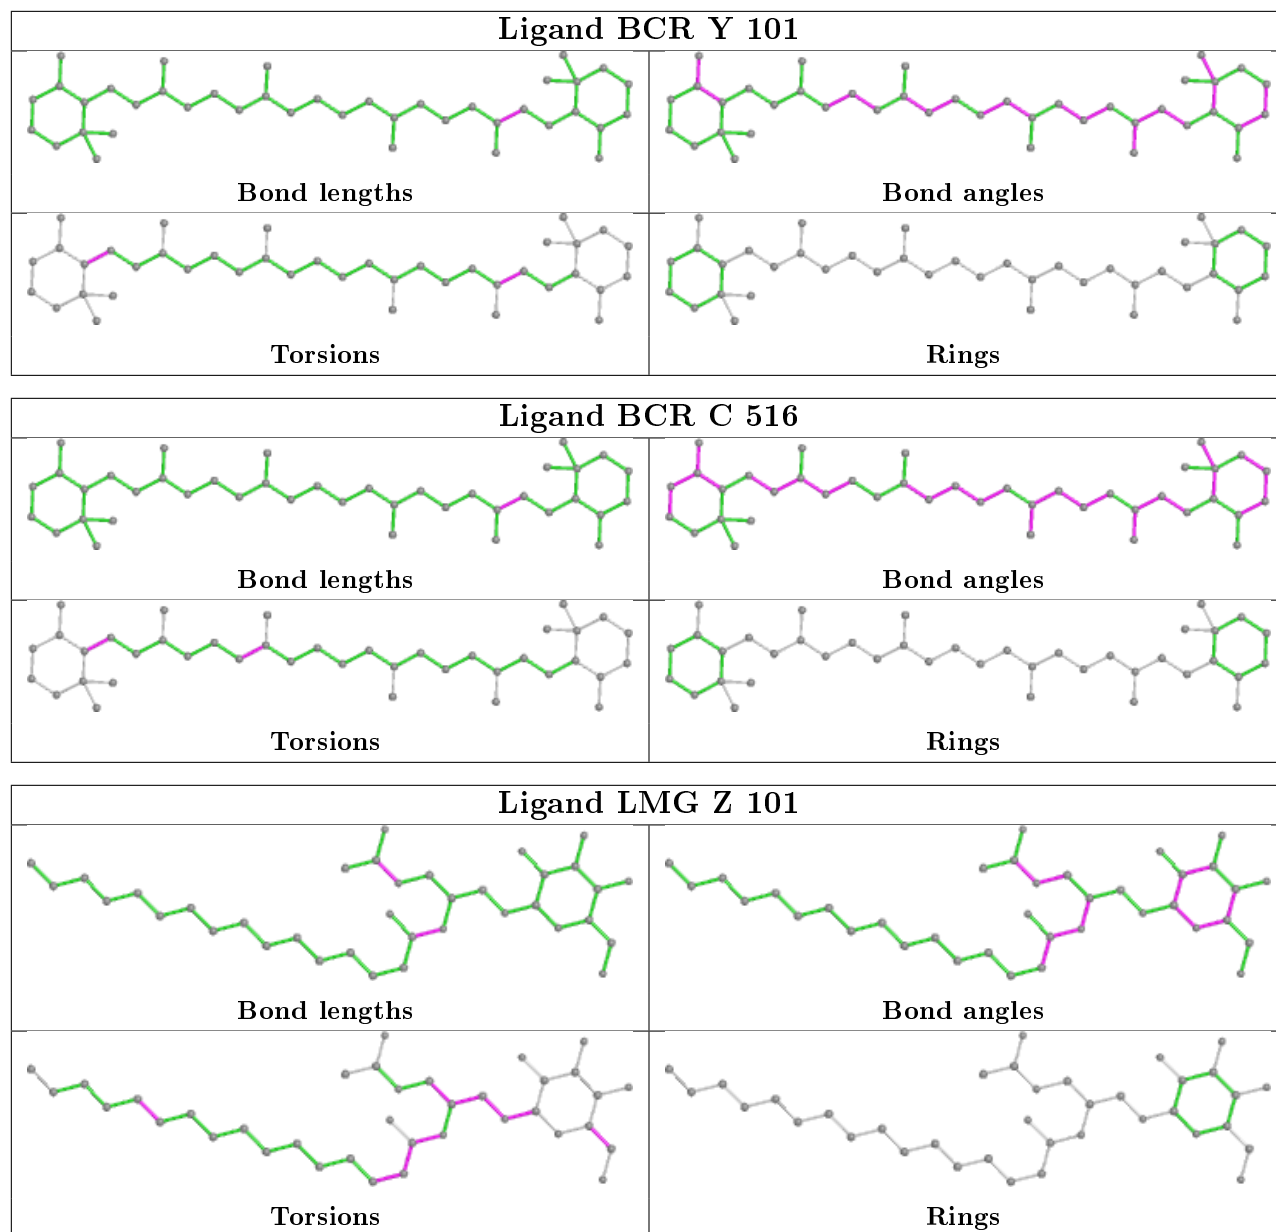 Ligand BCR Y 101
Bond lengths
Bond angles
Torsions
Rings
Ligand BCR C 516
Bond lengths
Bond angles
Torsions
Rings
Ligand LMG Z 101
Bond lengths
Bond angles
Torsions
Rings